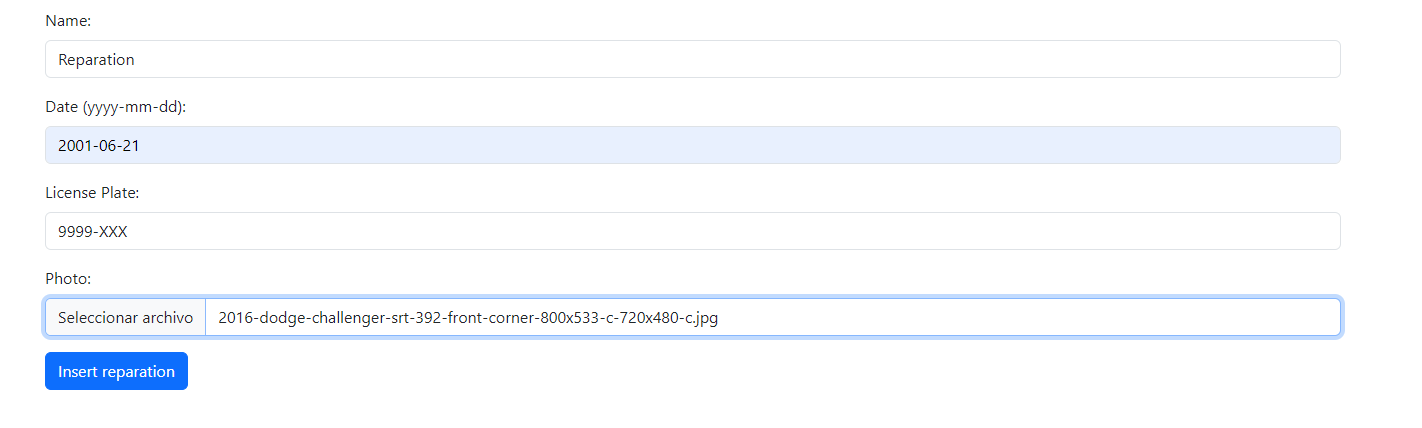 Name:
Reparation
Date (yyyy-mm-dd):
2001-06-21
License Plate:
9999-XXX
Photo:
Seleccionar archivo 2016-dodge-challenger-srt-392-front-corner-800x533-c-720x480-c.jpg
Insert reparation